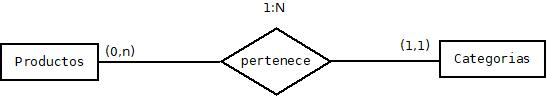 1:N
Productos
(0,n)
pertenece
(1,1)
Categorias